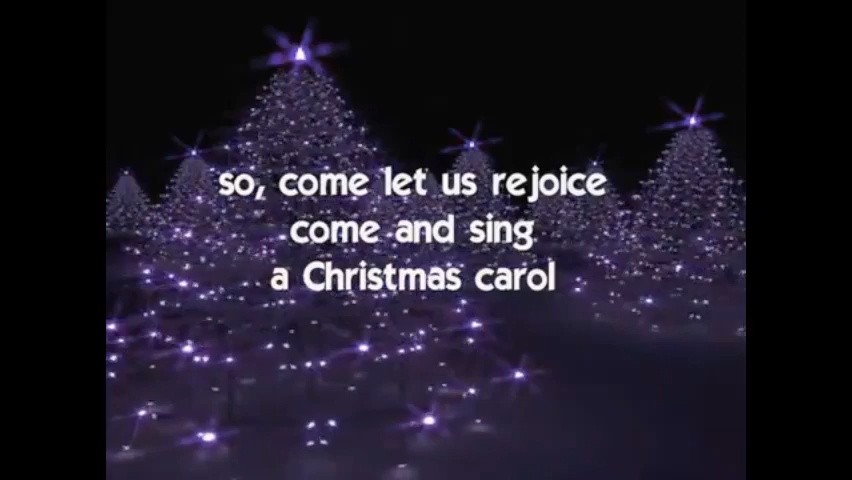 so, come let us rejoice
come and sing
a Christmas carol